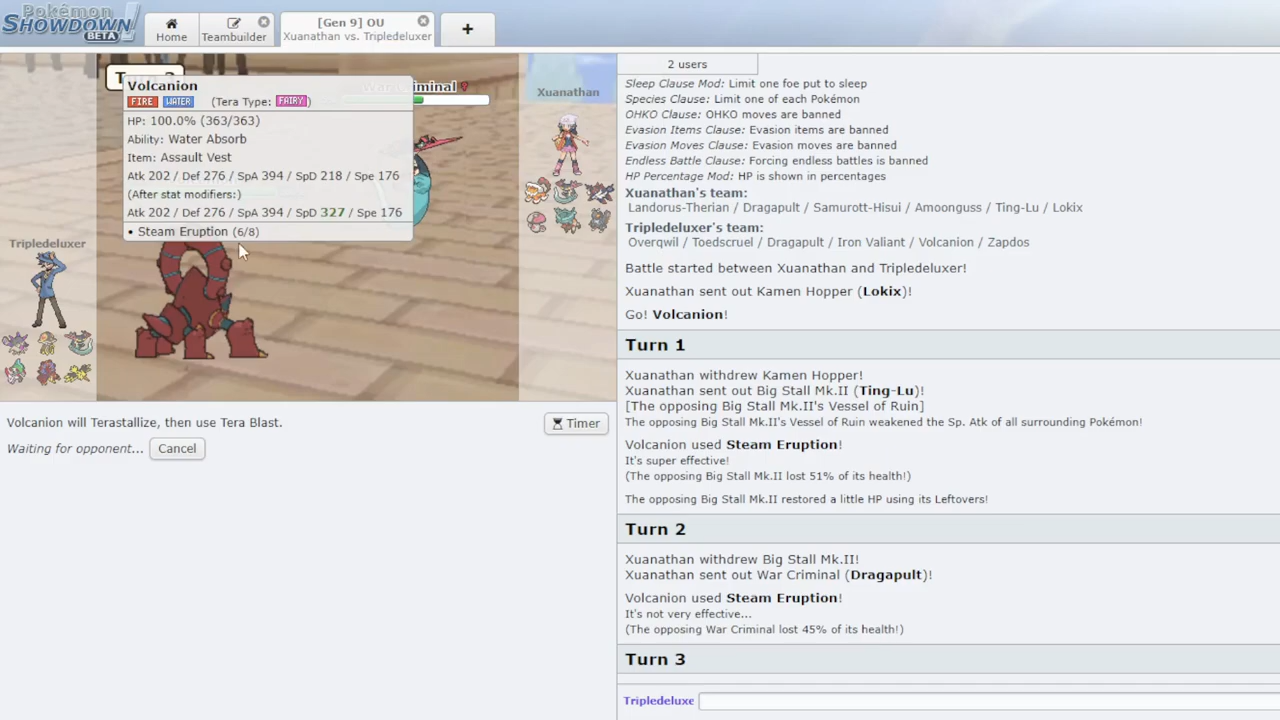 Pokémon
SHOWDOWN!
BETA
Home
Teambuilder
[Gen 9] OU
Xuanathan vs. Tripledeluxer
+
Volcanion
FIRE WATER (Tera Type: FAIRY)
HP: 100.0% (363/363)
Ability: Water Absorb
Item: Assault Vest
Atk 202 / Def 276 / SpA 394 / SpD 218 / Spe 176
(After stat modifiers:)
Atk 202 / Def 276 / SpA 394 / SpD 327 / Spe 176
• Steam Eruption (6/8)
Xuanathan
Tripledeluxer
Volcanion will Terastallize, then use Tera Blast.
Timer
Waiting for opponent...
Cancel
2 users
Sleep Clause Mod: Limit one foe put to sleep
Species Clause: Limit one of each Pokémon
OHKO Clause: OHKO moves are banned
Evasion Items Clause: Evasion items are banned
Evasion Moves Clause: Evasion moves are banned
Endless Battle Clause: Forcing endless battles is banned
HP Percentage Mod: HP is shown in percentages
Xuanathan's team:
Landorus-Therian / Dragapult / Samurott-Hisui / Amoonguss / Ting-Lu / Lokix
Tripledeluxer's team:
Overqwil / Toedscruel / Dragapult / Iron Valiant / Volcanion / Zapdos
Battle started between Xuanathan and Tripledeluxer!
Xuanathan sent out Kamen Hopper (Lokix)!
Go! Volcanion!
Turn 1
Xuanathan withdrew Kamen Hopper!
Xuanathan sent out Big Stall Mk.II (Ting-Lu)!
[The opposing Big Stall Mk.II's Vessel of Ruin]
The opposing Big Stall Mk.II's Vessel of Ruin weakened the Sp. Atk of all surrounding Pokémon!
Volcanion used Steam Eruption!
It's super effective!
(The opposing Big Stall Mk.II lost 51% of its health!)
The opposing Big Stall Mk.II restored a little HP using its Leftovers!
Turn 2
Xuanathan withdrew Big Stall Mk.II!
Xuanathan sent out War Criminal (Dragapult)!
Volcanion used Steam Eruption!
It's not very effective...
(The opposing War Criminal lost 45% of its health!)
Turn 3
Tripledeluxe